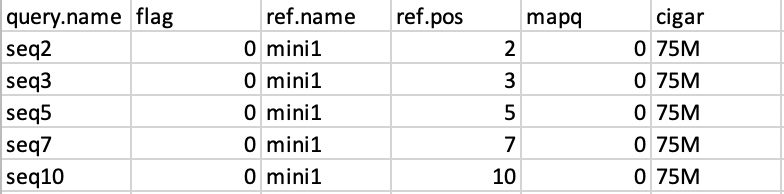 query.name flag ref.name ref.pos mapq cigar
seq2 0 mini1 2 0 75M
seq3 0 mini1 3 0 75M
seq5 0 mini1 5 0 75M
seq7 0 mini1 7 0 75M
seq10 0 mini1 10 0 75M